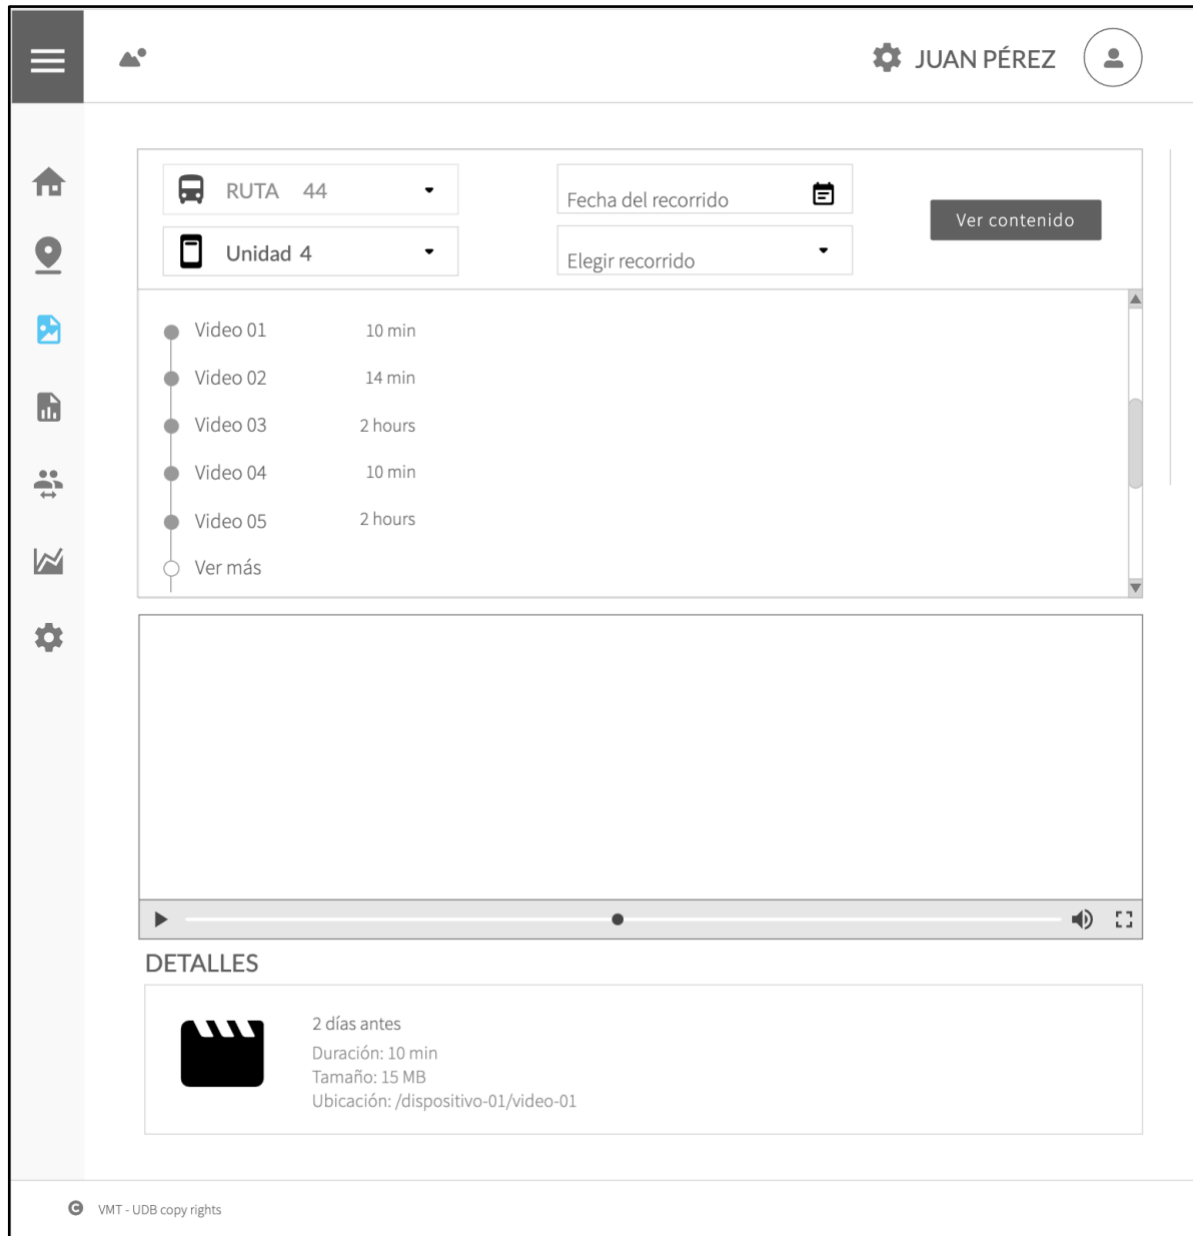 JUAN PÉREZ
RUTA 44
Fecha del recorrido
Ver contenido
Unidad 4
Elegir recorrido
Video 01 10 min
Video 02 14 min
Video 03 2 hours
Video 04 10 min
Video 05 2 hours
Ver más
DETALLES
2 días antes
Duración: 10 min
Tamaño: 15 MB
Ubicación: /dispositivo-01/video-01
C VMT - UDB copy rights